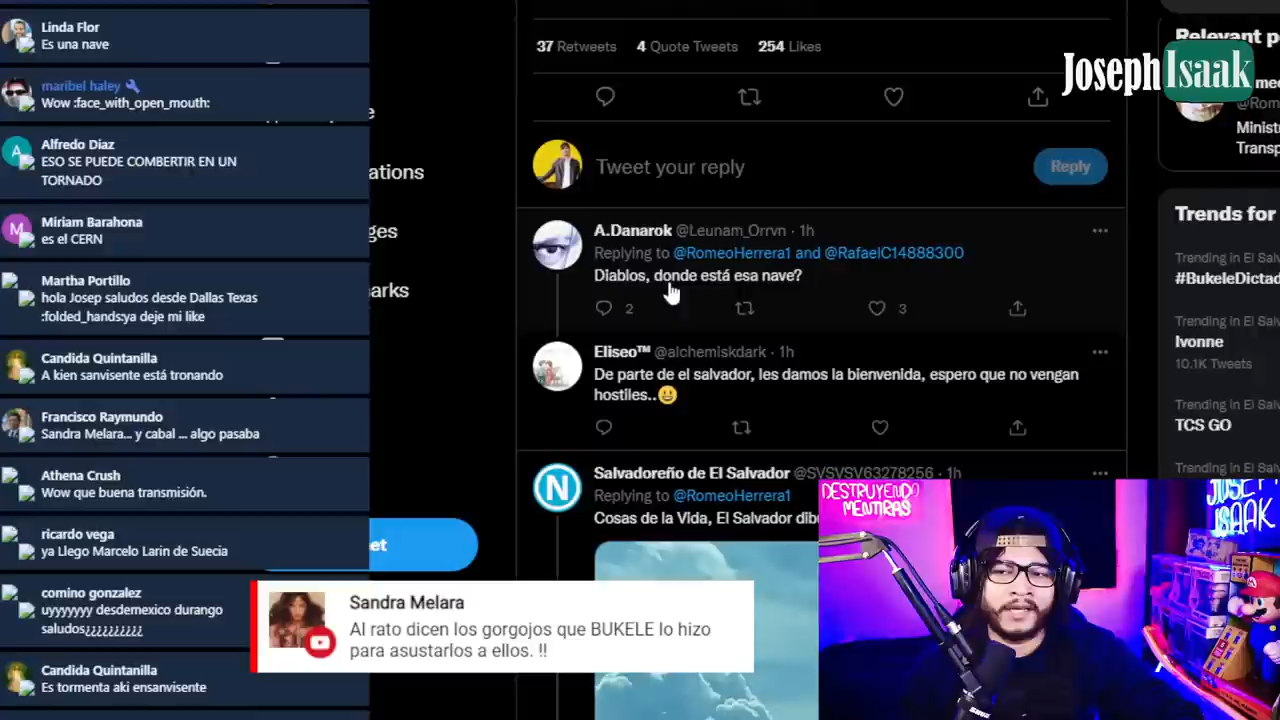 Linda Flor
Es una nave
maribel haley
Wow :face_with_open_mouth:
Alfredo Diaz
ESO SE PUEDE COMBERTIR EN UN
TORNADO
Miriam Barahona
es el CERN
Martha Portillo
hola Josep saludos desde Dallas Texas
:folded_hands:ya deje mi like
Candida Quintanilla
A kien sanvisente está tronando
Francisco Raymundo
Sandra Melara... y cabal ... algo pasaba
Athena Crush
Wow que buena transmisión.
ricardo vega
ya Llego Marcelo Larin de Suecia
comino gonzalez
uyyyyyy desdemexico durango
saludos¿¿¿¿¿¿¿¿¿¿
Candida Quintanilla
Es tormenta aki ensanvisente
ations
ges
arks
et
37 Retweets 4 Quote Tweets 254 Likes
Tweet your reply
Reply
A.Danarok @Leunam_Orrvn · 1h
Replying to @RomeoHerrera1 and @RafaelC14888300
Diablos, donde está esa nave?
2 3
Eliseo™ @alchemiskdark · 1h
De parte de el salvador, les damos la bienvenida, espero que no vengan
hostiles..😃
N
Salvadoreño de El Salvador @SVSVSV63278256 · 1h
Replying to @RomeoHerrera1
Cosas de la Vida, El Salvador dib
Sandra Melara
Al rato dicen los gorgojos que BUKELE lo hizo
para asustarlos a ellos. !!
Relevant p
Joseph Isaak
@Rom
Minist
Transp
Trends for
Trending in El Sal
#BukeleDictad
Trending in El Sal
Ivonne
10.1K Tweets
Trending in El Sal
TCS GO
Trending in El Sal
DESTRUYENDO
MENTIRAS
JOSEPH
ISAAK
A
M